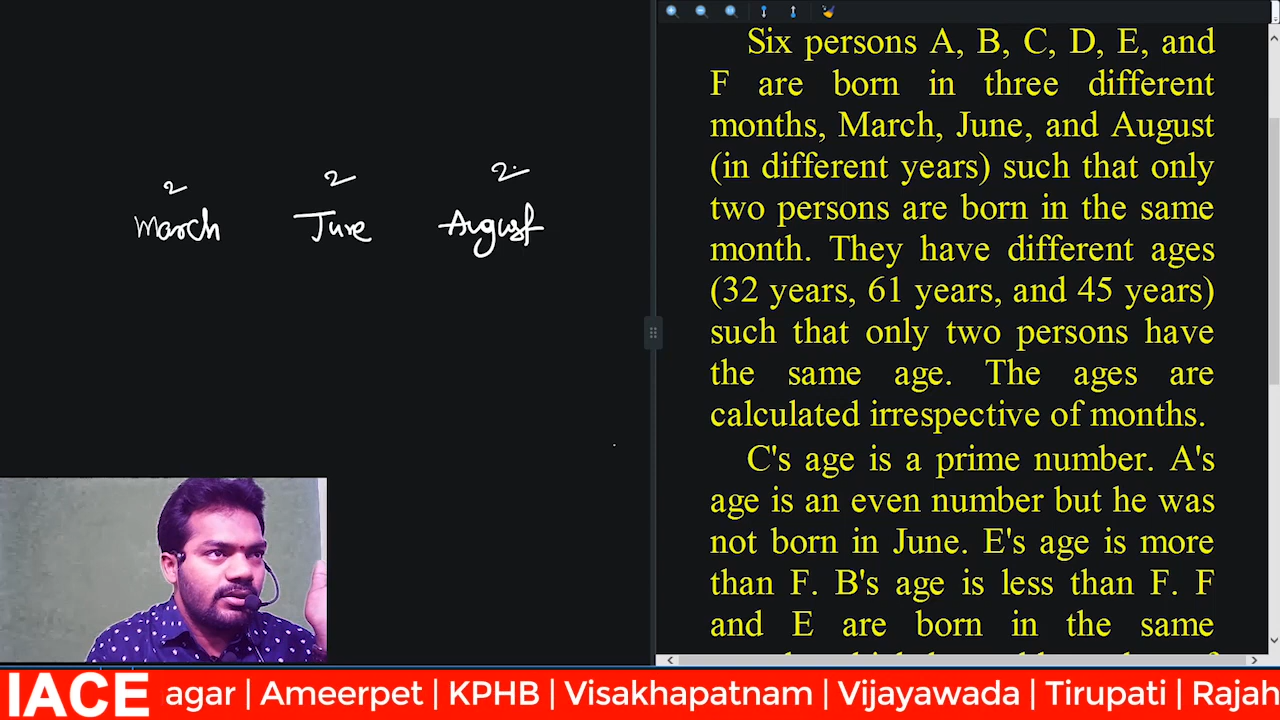 2 2 2
March June August
Six persons A, B, C, D, E, and
F are born in three different
months, March, June, and August
(in different years) such that only
two persons are born in the same
month. They have different ages
(32 years, 61 years, and 45 years)
such that only two persons have
the same age. The ages are
calculated irrespective of months.
C's age is a prime number. A's
age is an even number but he was
not born in June. E's age is more
than F. B's age is less than F. F
and E are born in the same
IACE agar | Ameerpet | KPHB | Visakhapatnam | Vijayawada | Tirupati | Rajah